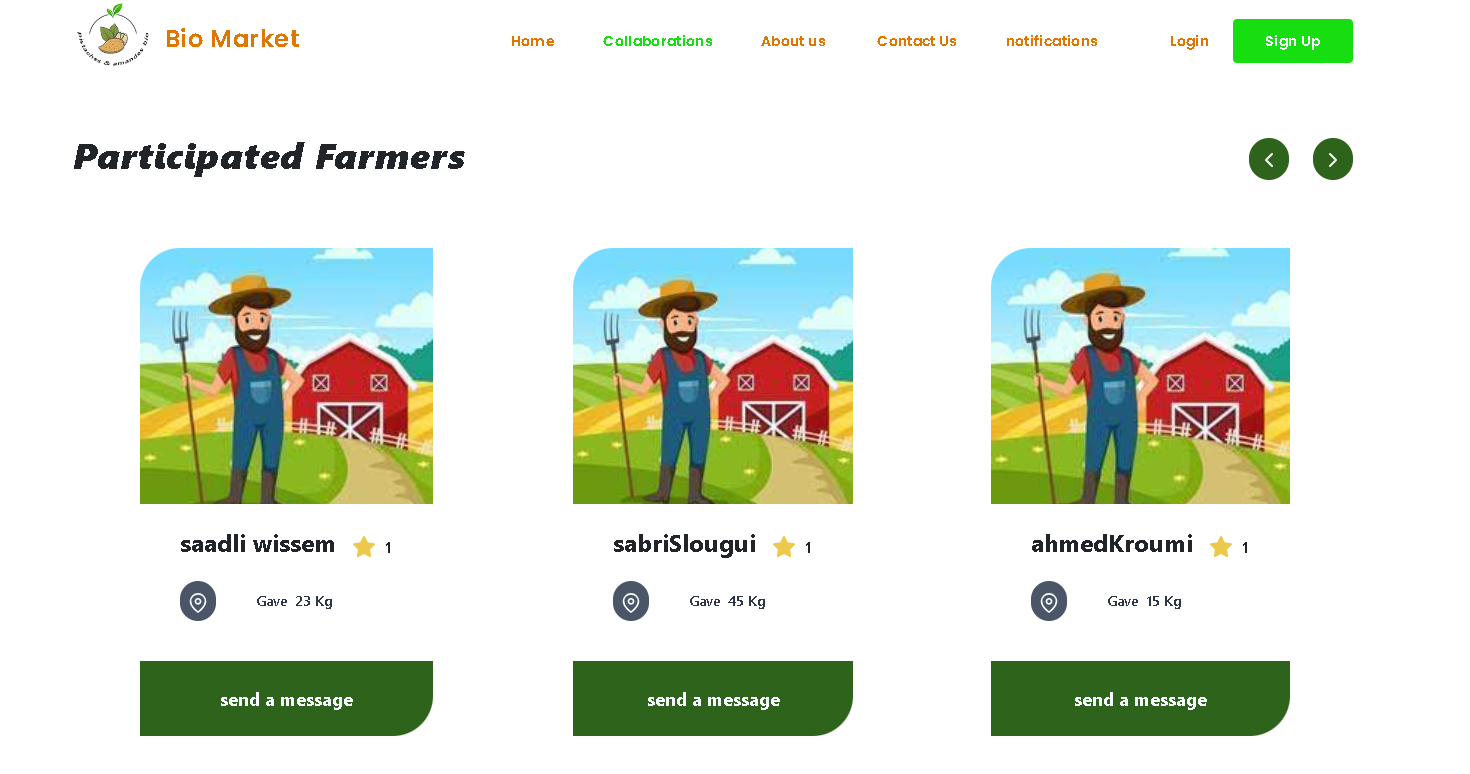 pistaches & amandes bio
Bio Market
Home
Collaborations
About us
Contact Us
notifications
Login
Sign Up
Participated Farmers
saadli wissem
1
Gave 23 Kg
send a message
sabriSlougui
1
Gave 45 Kg
send a message
ahmedKroumi
1
Gave 15 Kg
send a message